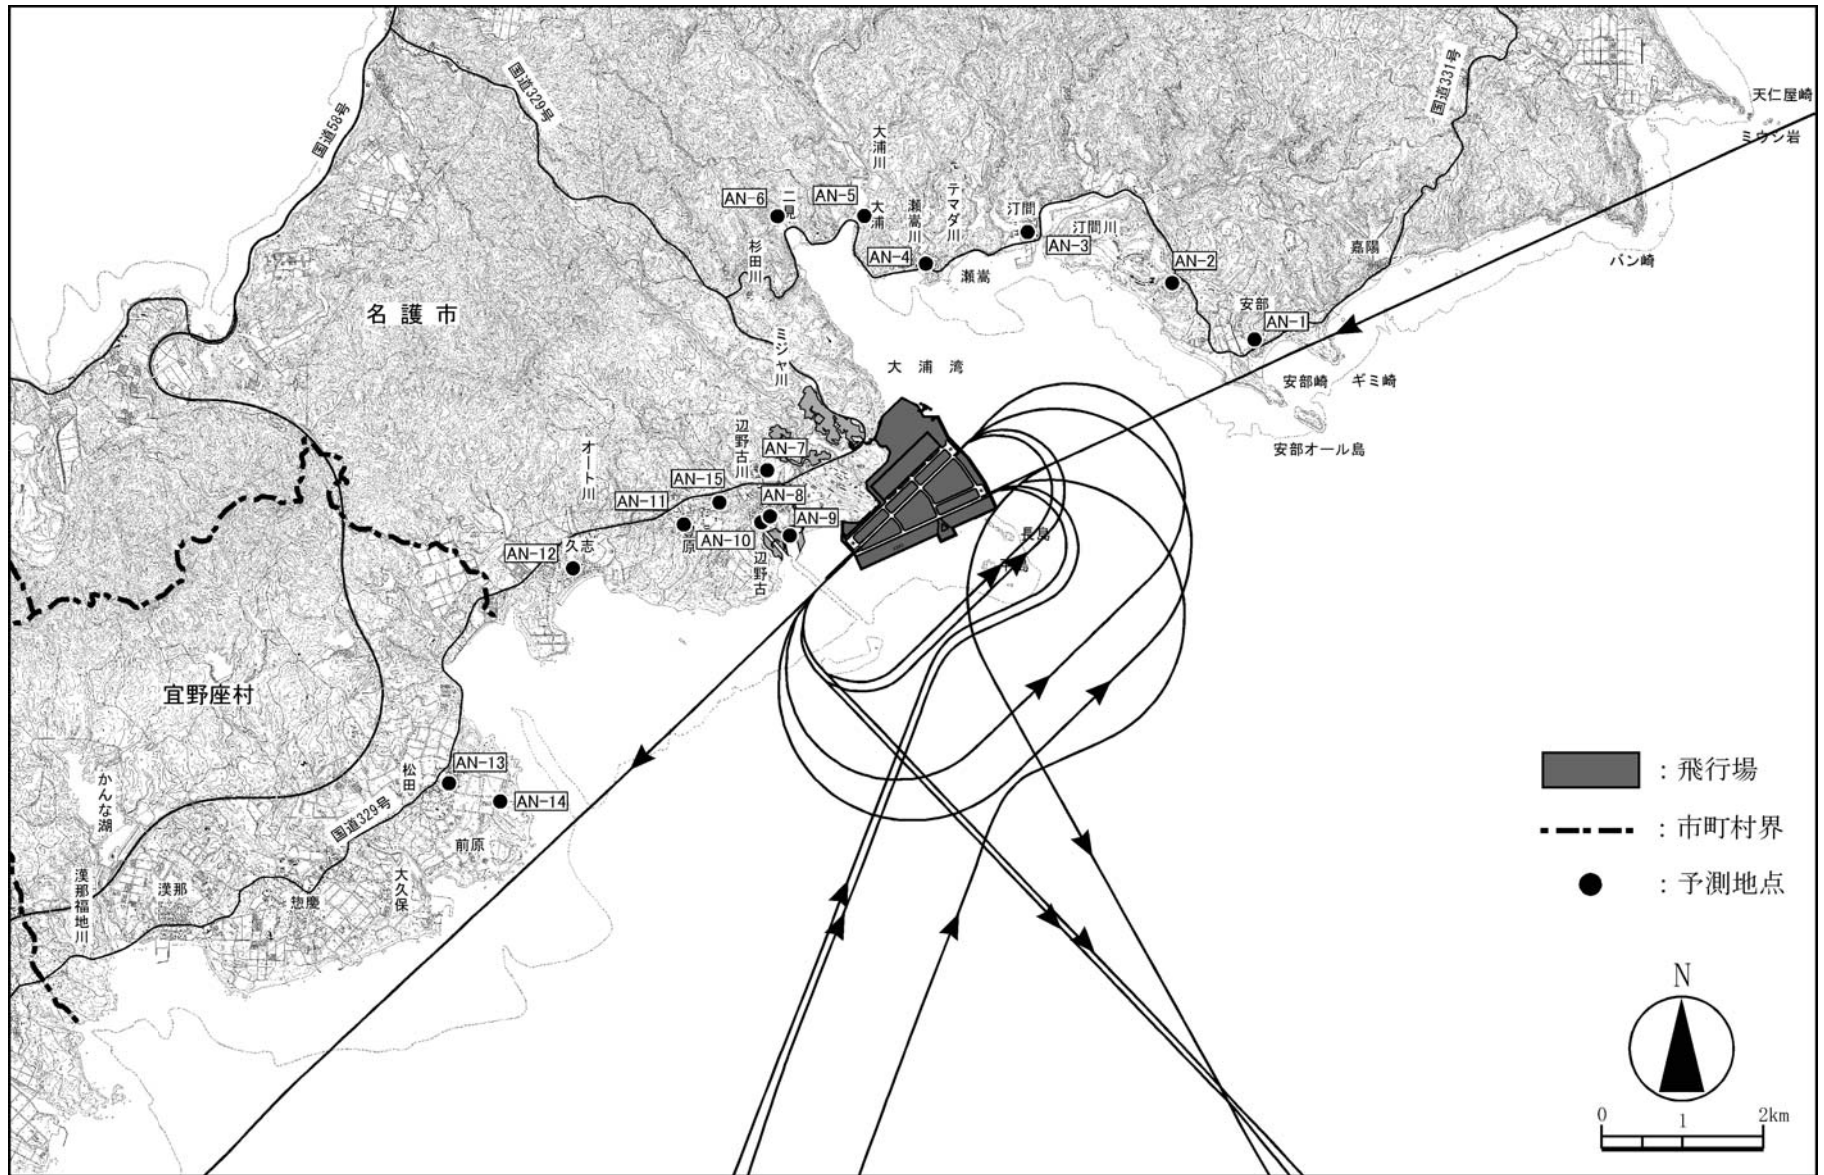 天仁屋崎
ミウシ岩
国道331号
国道329号
国道58号
大浦川
テマダ川
瀬嵩川
AN-6
二見
AN-5
大浦
汀間
汀間川
AN-3
AN-4
瀬嵩
AN-2
嘉陽
バン崎
杉田川
安部
AN-1
名護市
ミジャ川
大浦湾
安部崎
ギミ崎
安部オール島
辺野古川
オート川
AN-7
AN-15
AN-11
AN-8
AN-9
AN-10
原
辺野古
AN-12
久志
長島
平島
宜野座村
AN-13
松田
AN-14
かんな湖
国道329号
前原
漢那福地川
漢那
惣慶
大久保
：飛行場
：市町村界
：予測地点
N
0 1 2km